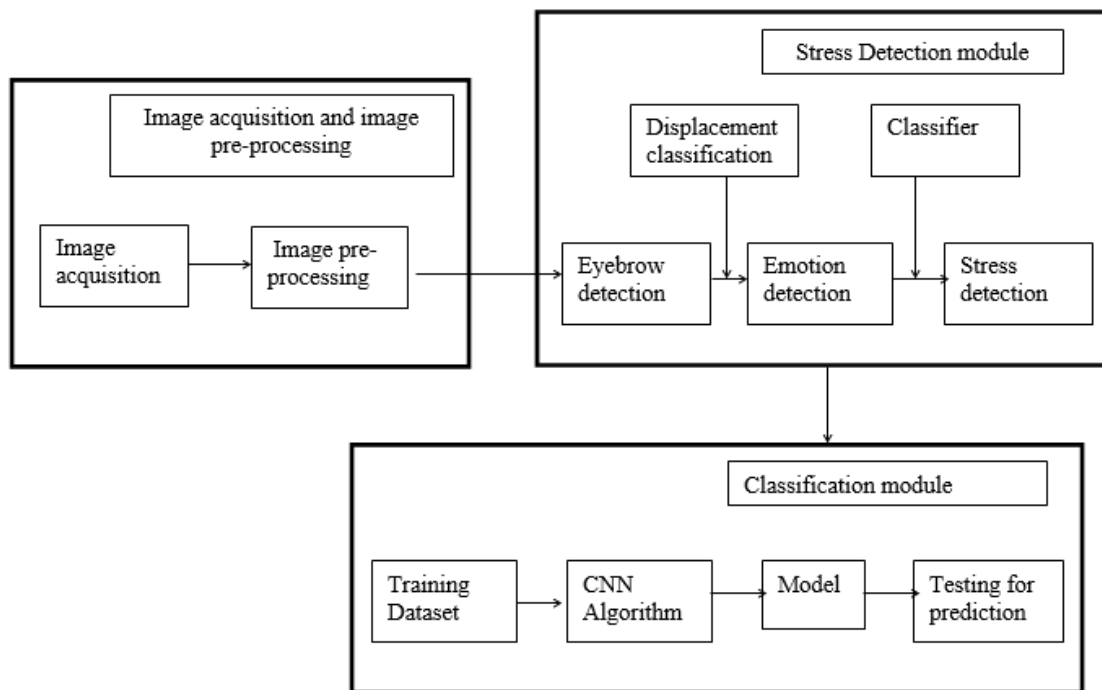 Image acquisition and image
pre-processing
Image
acquisition
Image pre-
processing
Stress Detection module
Displacement
classification
Classifier
Eyebrow
detection
Emotion
detection
Stress
detection
Classification module
Training
Dataset
CNN
Algorithm
Model
Testing for
prediction